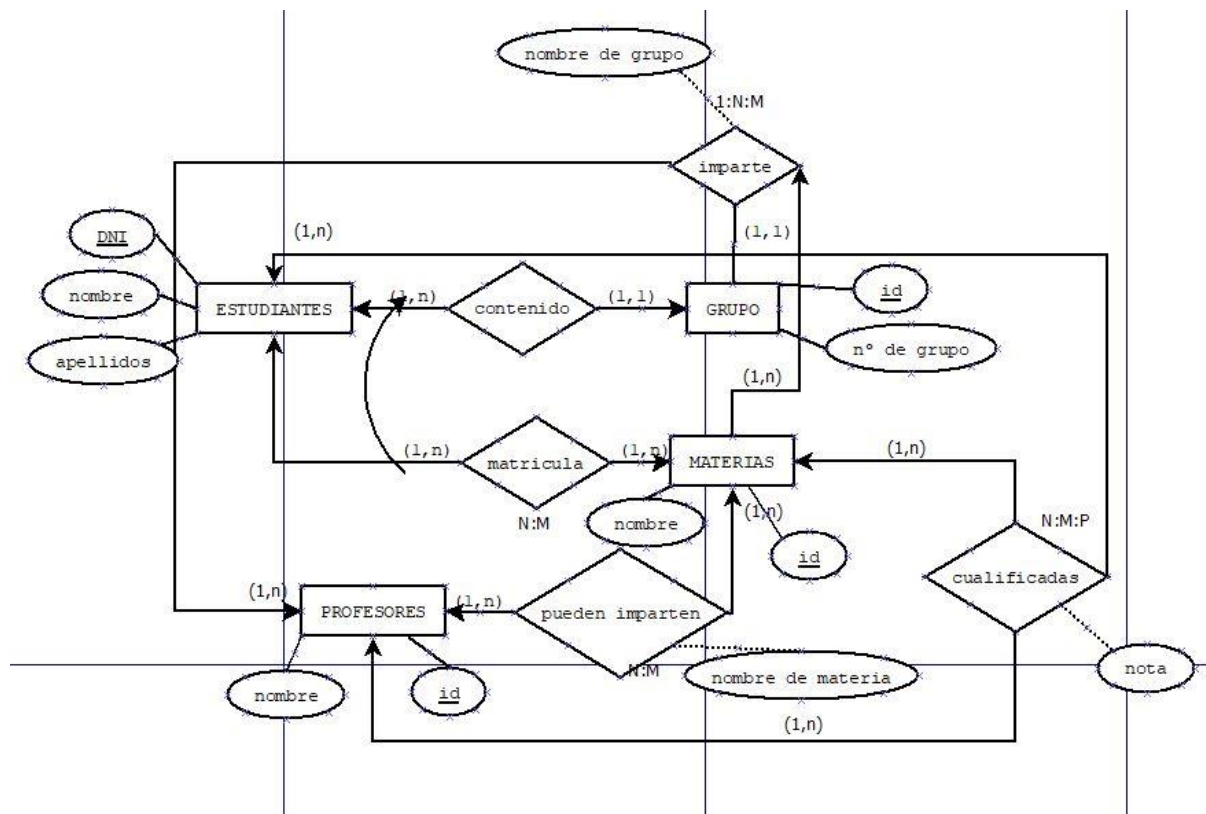 nombre de grupo
1:N:M
imparte
DNI
(1,n)
(1,1)
nombre
ESTUDIANTES
(1,n)
contenido
(1,1)
GRUPO
id
apellidos
nº de grupo
(1,n)
(1,n)
matricula
(1,n)
MATERIAS
(1,n)
N:M
nombre
(1,n)
id
N:M:P
cualificadas
(1,n)
PROFESORES
(1,n)
pueden imparten
N:M
nombre de materia
nota
nombre
id
(1,n)